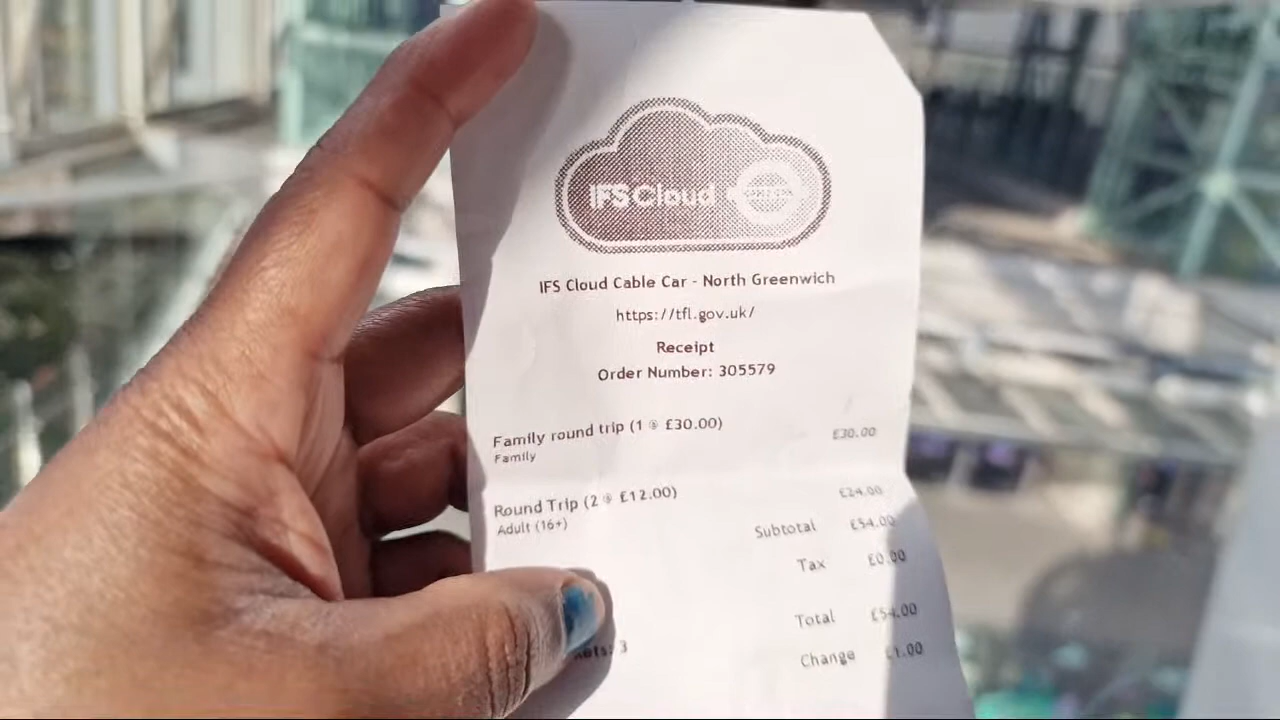 IFS Cloud
IFS Cloud Cable Car - North Greenwich
https://tfl.gov.uk/
Receipt
Order Number: 305579
Family round trip (1 @ £30.00) £30.00
Family
Round Trip (2 @ £12.00) £24.00
Adult (16+)
Subtotal £54.00
Tax £0.00
Total £54.00
3
Change £1.00